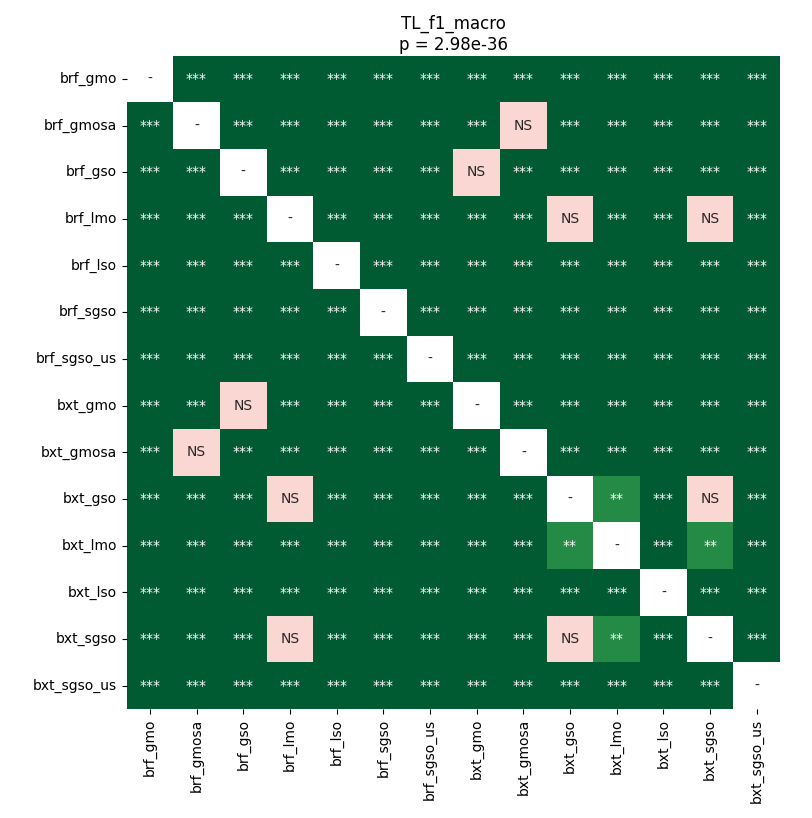 TL_f1_macro
p = 2.98e-36
brf_gmo - *** *** *** *** *** *** *** *** *** *** *** *** ***
brf_gmosa *** - *** *** *** *** *** *** NS *** *** *** *** ***
brf_gso *** *** - *** *** *** *** NS *** *** *** *** *** ***
brf_lmo *** *** *** - *** *** *** *** *** NS *** *** NS ***
brf_lso *** *** *** *** - *** *** *** *** *** *** *** *** ***
brf_sgso *** *** *** *** *** - *** *** *** *** *** *** *** ***
brf_sgso_us *** *** *** *** *** *** - *** *** *** *** *** *** ***
bxt_gmo *** *** NS *** *** *** *** - *** *** *** *** *** ***
bxt_gmosa *** NS *** *** *** *** *** *** - *** *** *** *** ***
bxt_gso *** *** *** NS *** *** *** *** *** - ** *** NS ***
bxt_lmo *** *** *** *** *** *** *** *** *** ** - *** ** ***
bxt_lso *** *** *** *** *** *** *** *** *** *** *** - *** ***
bxt_sgso *** *** *** NS *** *** *** *** *** NS ** *** - ***
bxt_sgso_us *** *** *** *** *** *** *** *** *** *** *** *** *** -
brf_gmo brf_gmosa brf_gso brf_lmo brf_lso brf_sgso brf_sgso_us bxt_gmo bxt_gmosa bxt_gso bxt_lmo bxt_lso bxt_sgso bxt_sgso_us